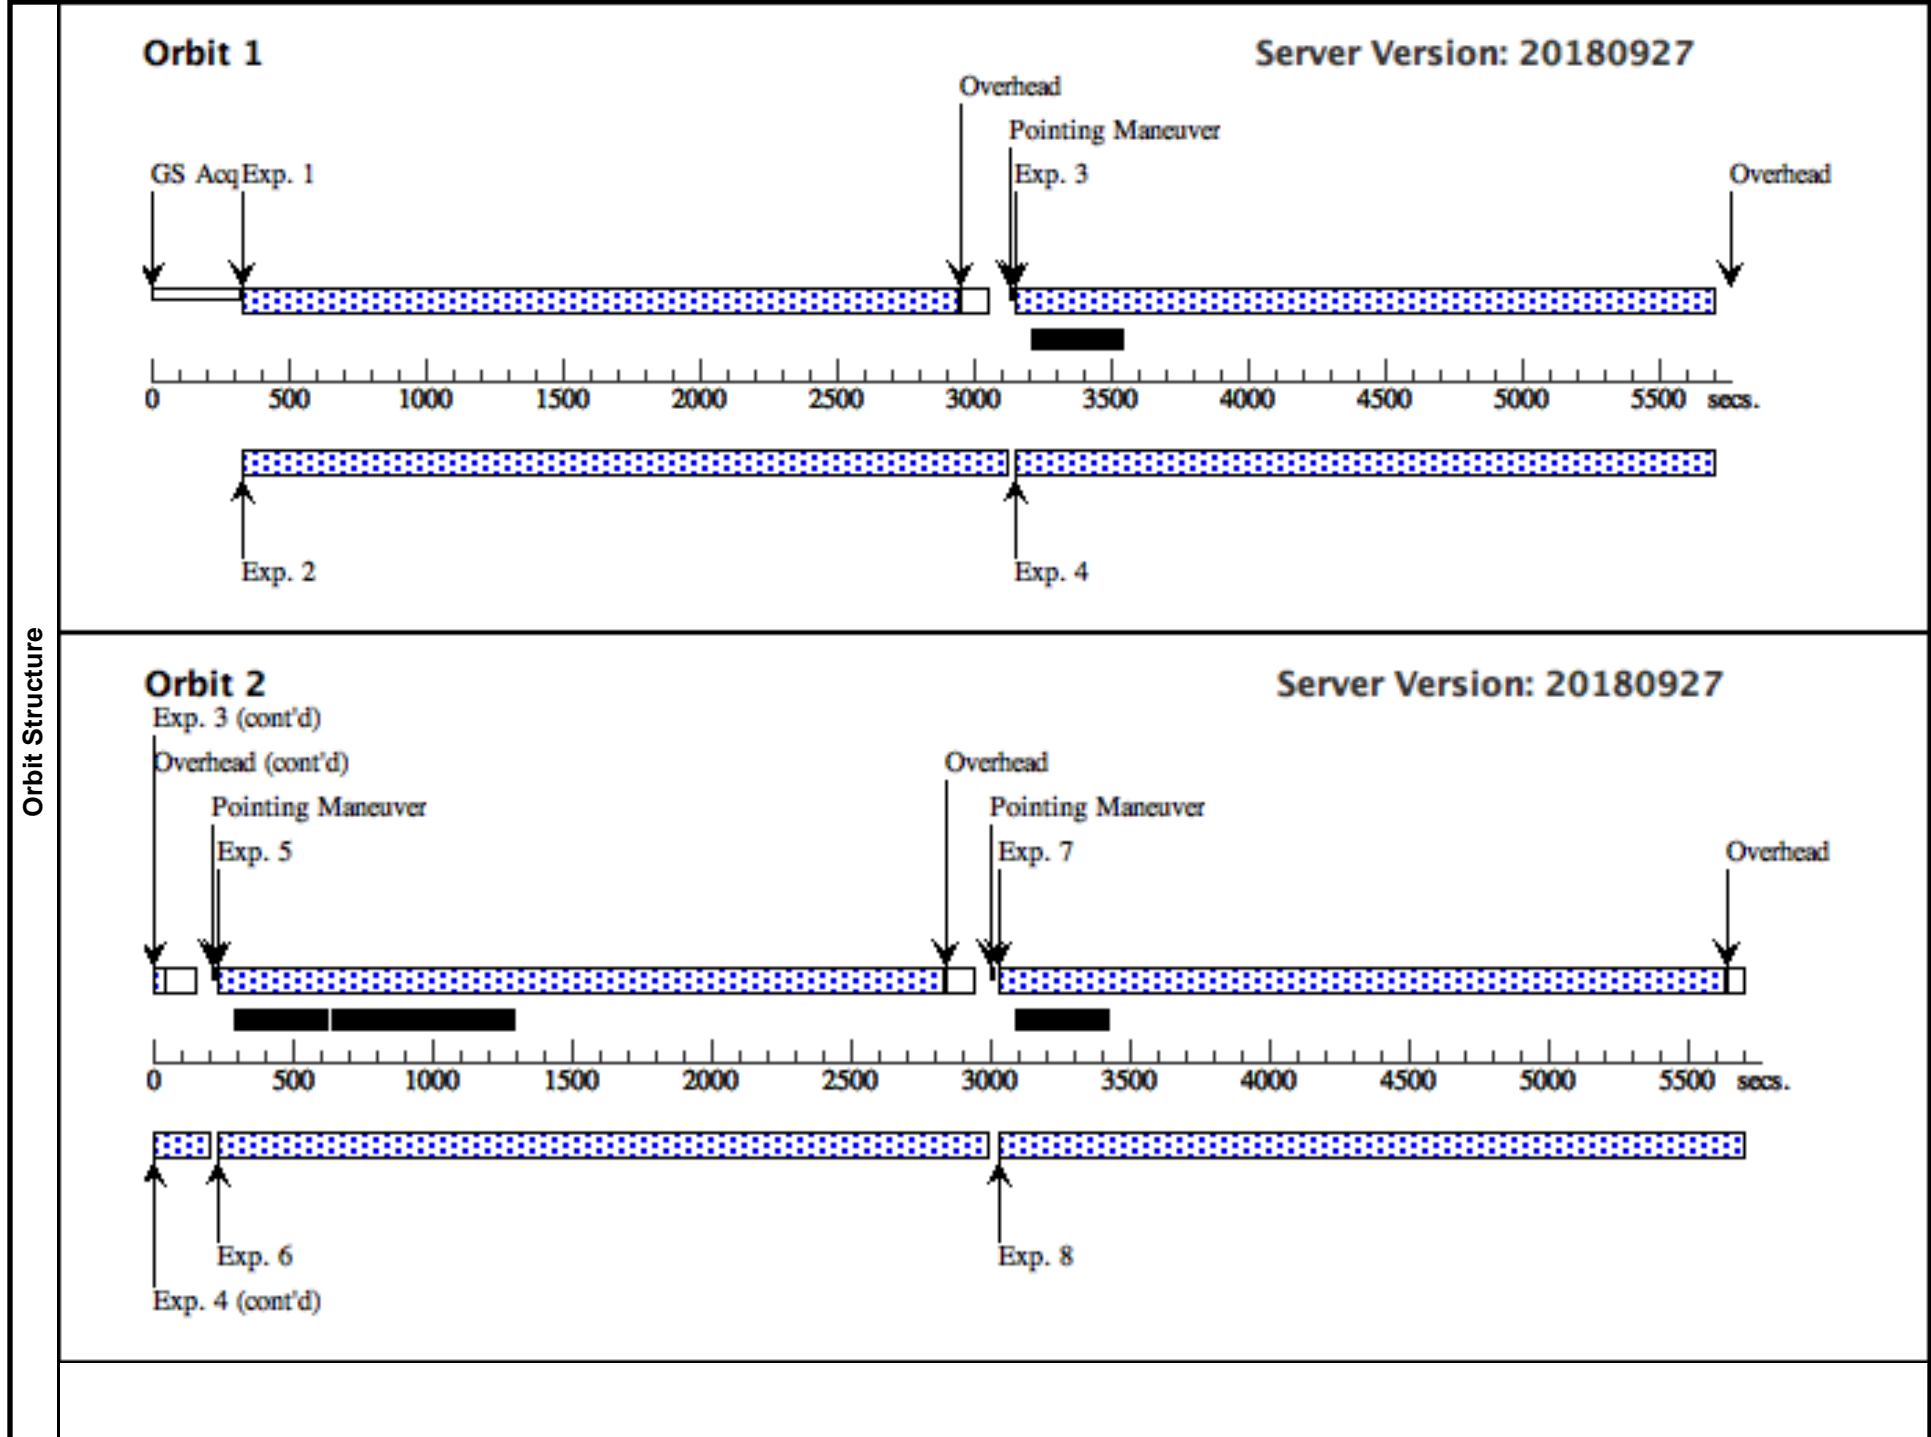 Orbit Structure
Orbit 1 Server Version: 20180927
Overhead
Pointing Maneuver
GS Acq Exp. 1 Exp. 3 Overhead
0 500 1000 1500 2000 2500 3000 3500 4000 4500 5000 5500 secs.
Exp. 2 Exp. 4
Orbit 2 Server Version: 20180927
Exp. 3 (cont'd)
Overhead (cont'd) Overhead
Pointing Maneuver Pointing Maneuver
Exp. 5 Exp. 7 Overhead
0 500 1000 1500 2000 2500 3000 3500 4000 4500 5000 5500 secs.
Exp. 6 Exp. 8
Exp. 4 (cont'd)